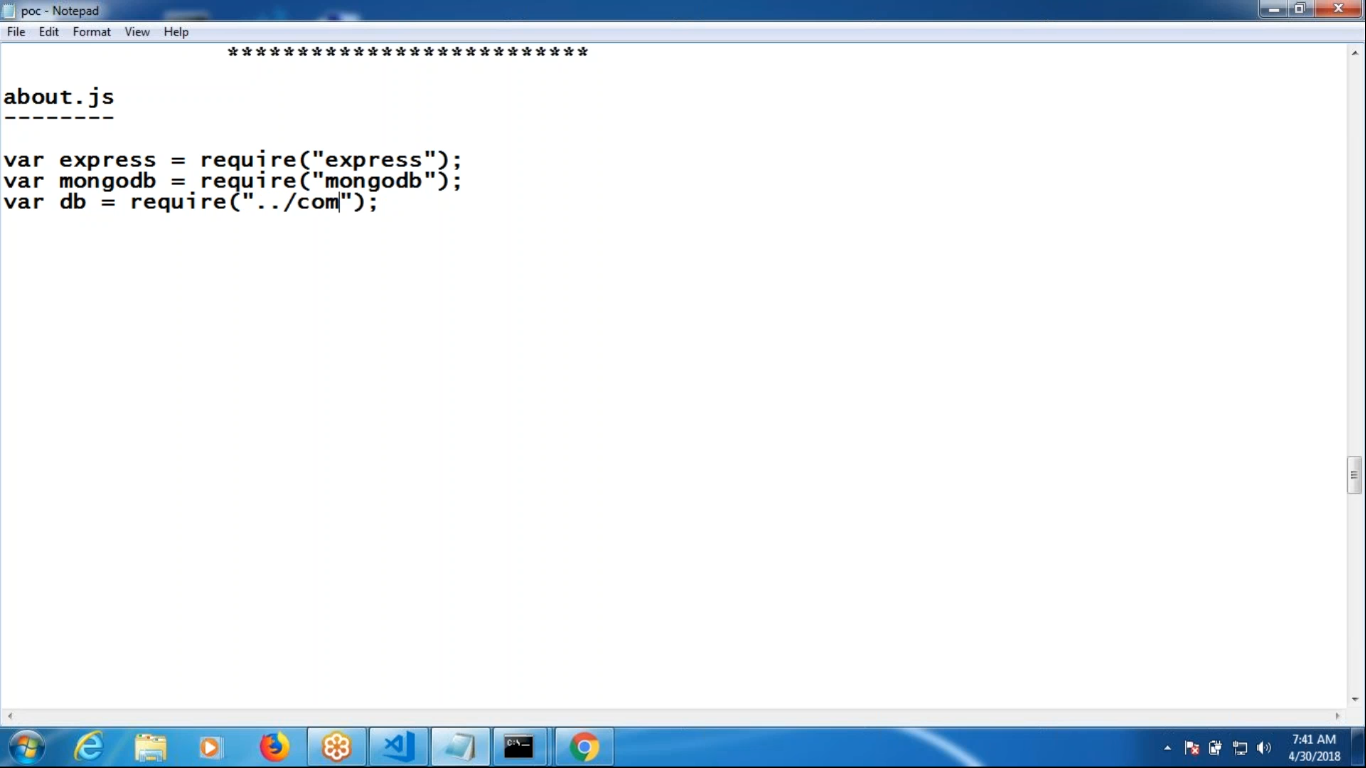 poc - Notepad
File Edit Format View Help
**************************
about.js
--------
var express = require("express");
var mongodb = require("mongodb");
var db = require("../com");
C:\_
7:41 AM
4/30/2018